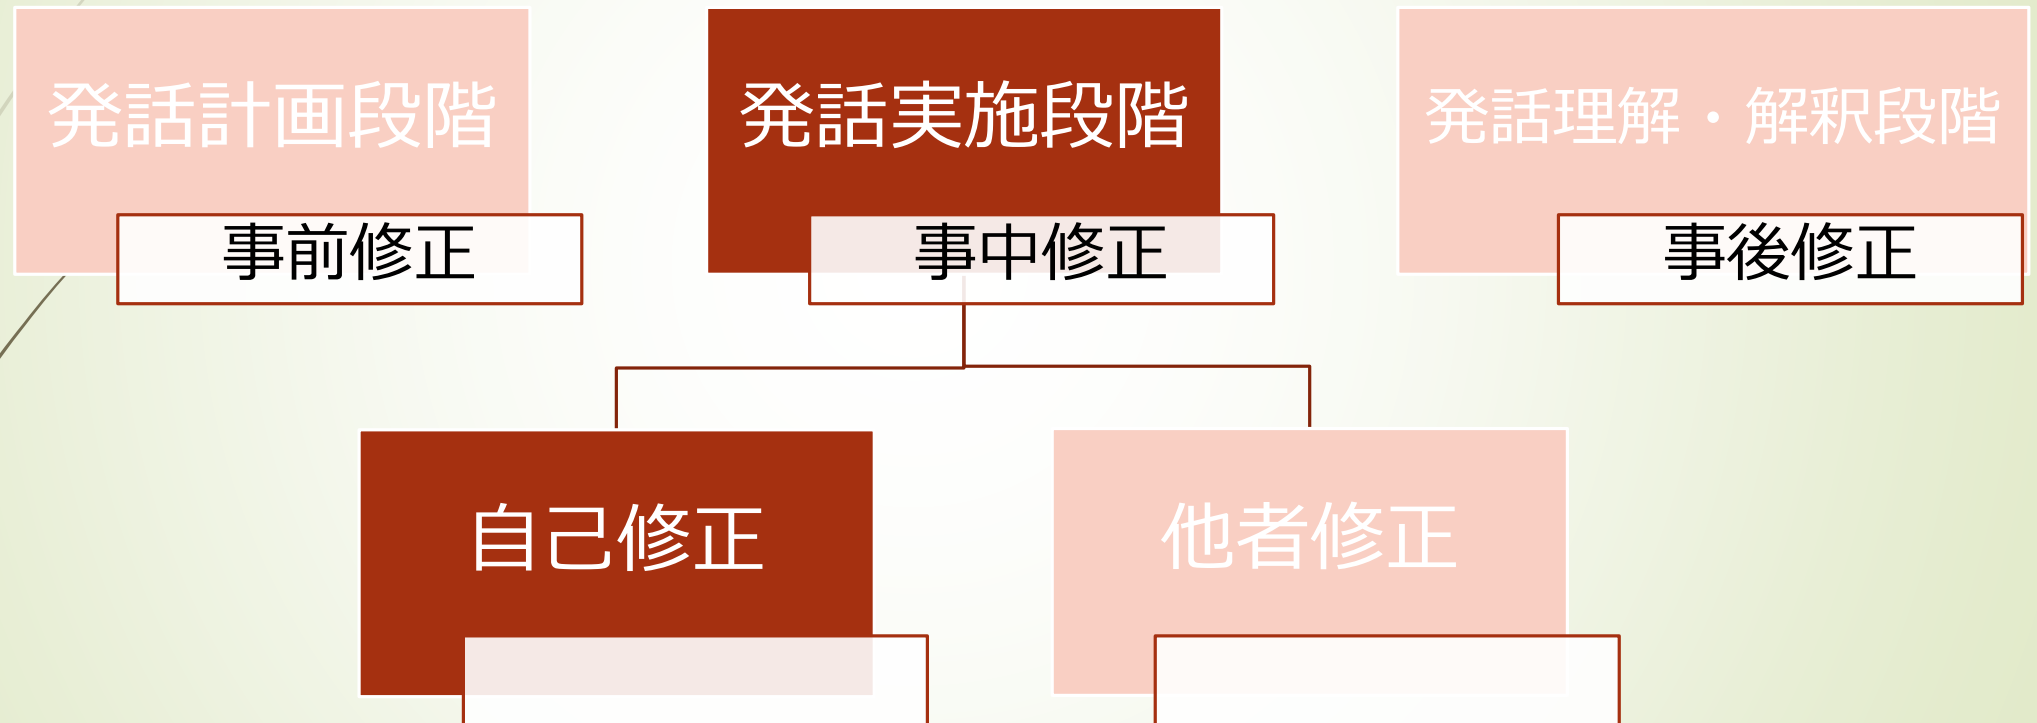 発話計画段階
事前修正
発話実施段階
事中修正
発話理解・解釈段階
事後修正
自己修正
他者修正